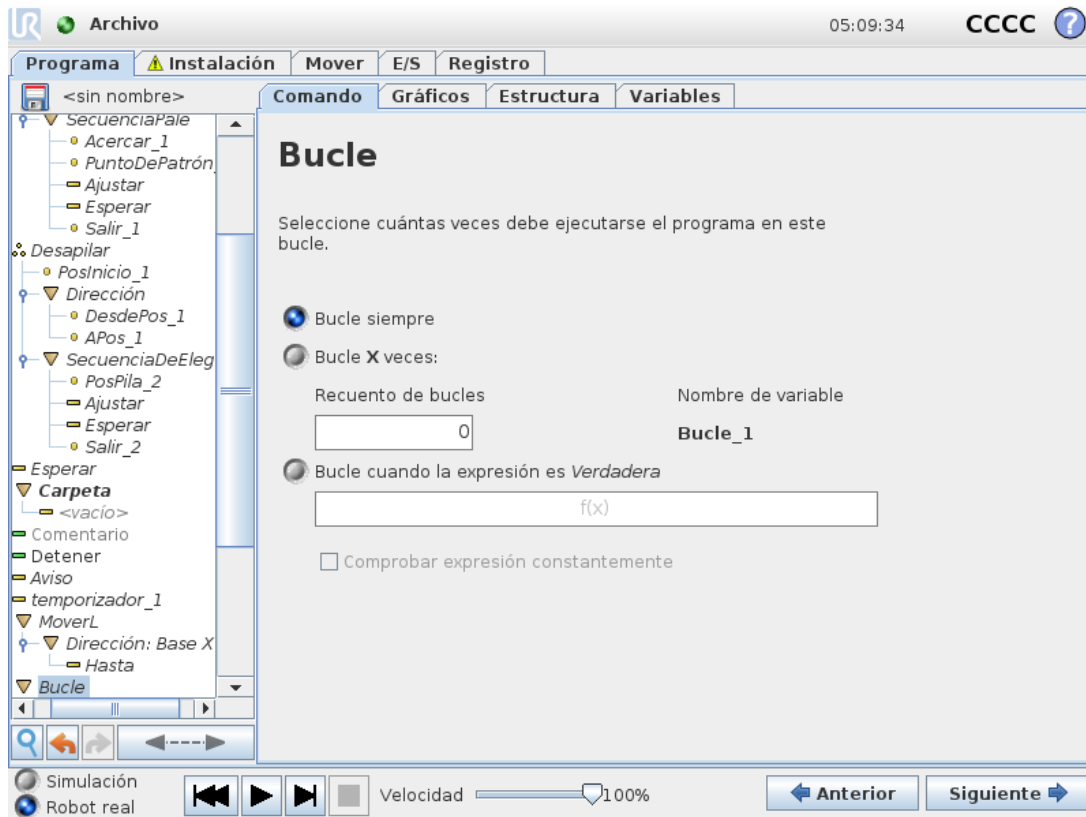 UR Archivo 05:09:34 CCCC ?
Programa Instalación Mover E/S Registro
<sin nombre> Comando Gráficos Estructura Variables
SecuenciaPale
Acercar_1
PuntoDePatrón_
Ajustar
Esperar
Salir_1
Desapilar
PosInicio_1
Dirección
DesdePos_1
APos_1
SecuenciaDeEleg
PosPila_2
Ajustar
Esperar
Salir_2
Esperar
Carpeta
<vacío>
Comentario
Detener
Aviso
temporizador_1
MoverL
Dirección: Base X
Hasta
Bucle
Bucle
Seleccione cuántas veces debe ejecutarse el programa en este
bucle.
Bucle siempre
Bucle X veces:
Recuento de bucles Nombre de variable
0 Bucle_1
Bucle cuando la expresión es Verdadera
f(x)
Comprobar expresión constantemente
Simulación
Robot real
Velocidad 100%
Anterior Siguiente